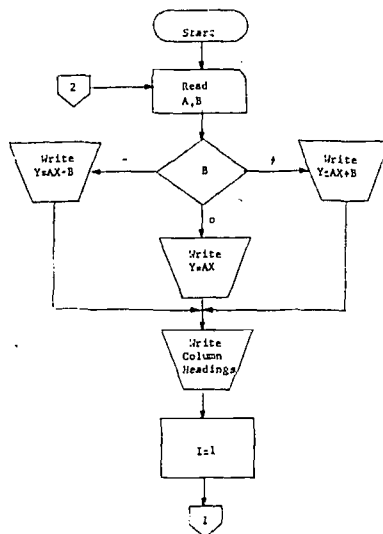 Start
2
Read
A,B
Write
Y=AX-B
-
B
+
Write
Y=AX+B
0
Write
Y=AX
Write
Column
Headings
I=1
1